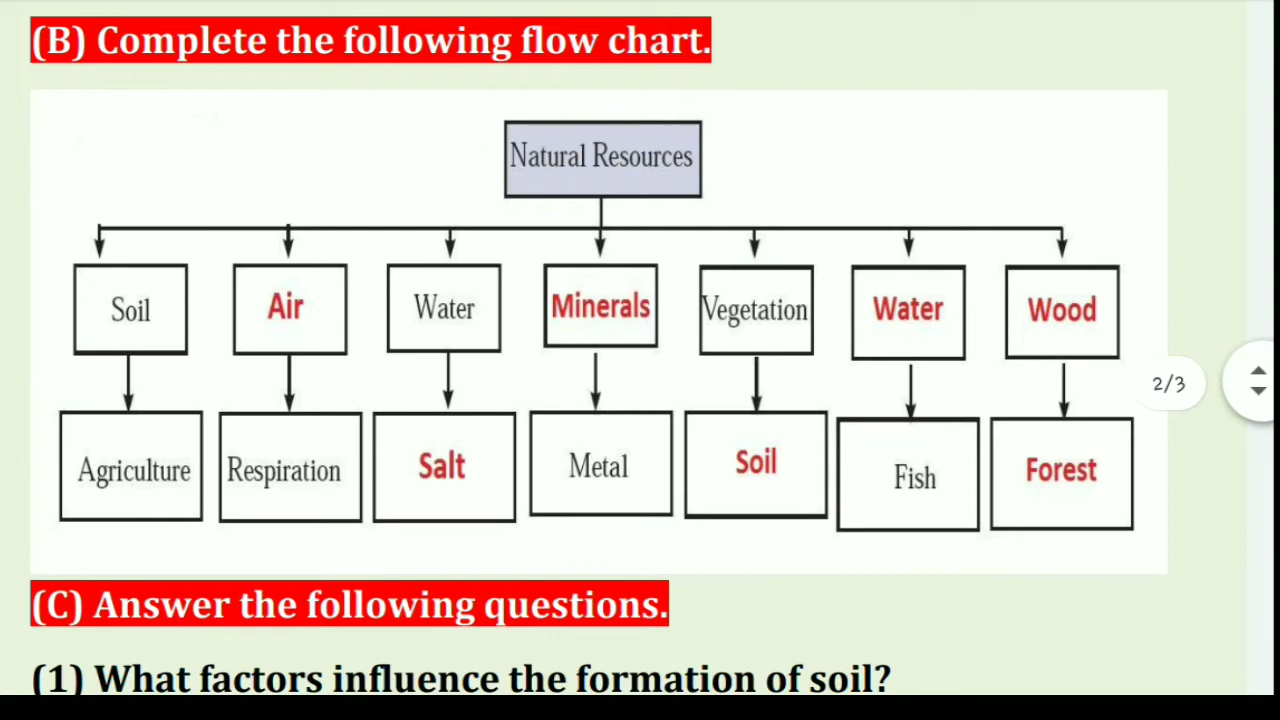 (B) Complete the following flow chart.
Natural Resources
Soil Air Water Minerals Vegetation Water Wood
2/3
Agriculture Respiration Salt Metal Soil Fish Forest
(C) Answer the following questions.
(1) What factors influence the formation of soil?